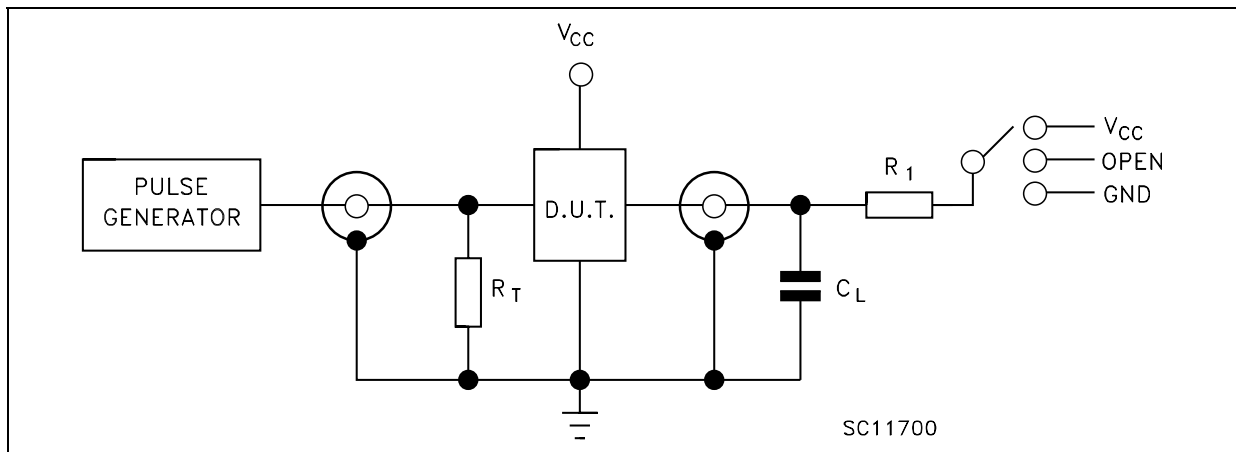 VCC
PULSE
GENERATOR
D.U.T.
RT
R1
CL
VCC
OPEN
GND
SC11700